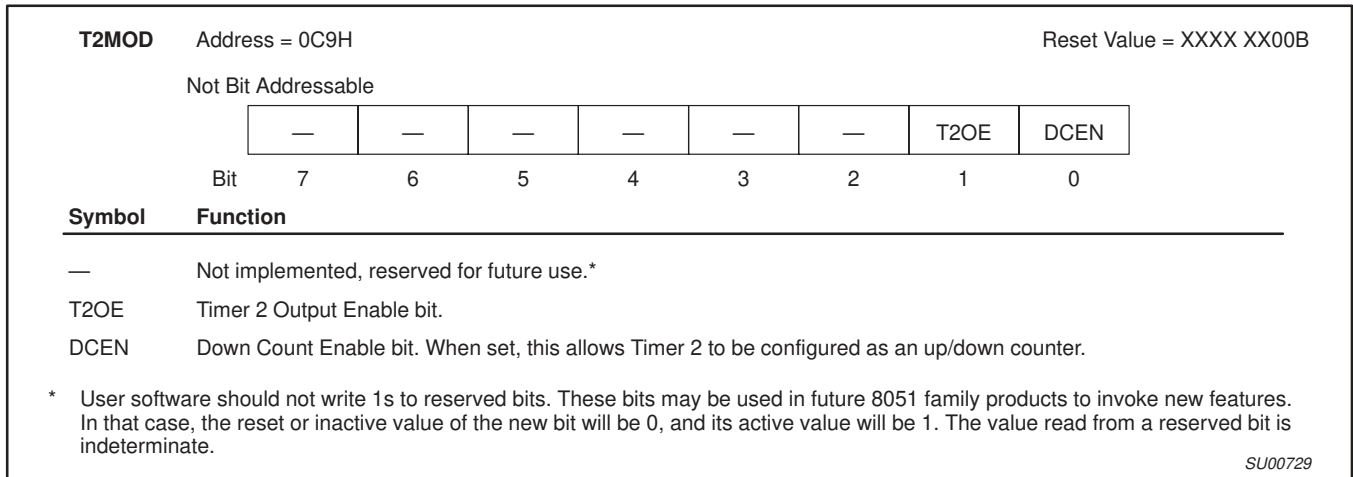 T2MOD Address = 0C9H Reset Value = XXXX XX00B
Not Bit Addressable
— — — — — — T2OE DCEN
Bit 7 6 5 4 3 2 1 0
Symbol Function
— Not implemented, reserved for future use.*
T2OE Timer 2 Output Enable bit.
DCEN Down Count Enable bit. When set, this allows Timer 2 to be configured as an up/down counter.
* User software should not write 1s to reserved bits. These bits may be used in future 8051 family products to invoke new features.
In that case, the reset or inactive value of the new bit will be 0, and its active value will be 1. The value read from a reserved bit is
indeterminate.
SU00729